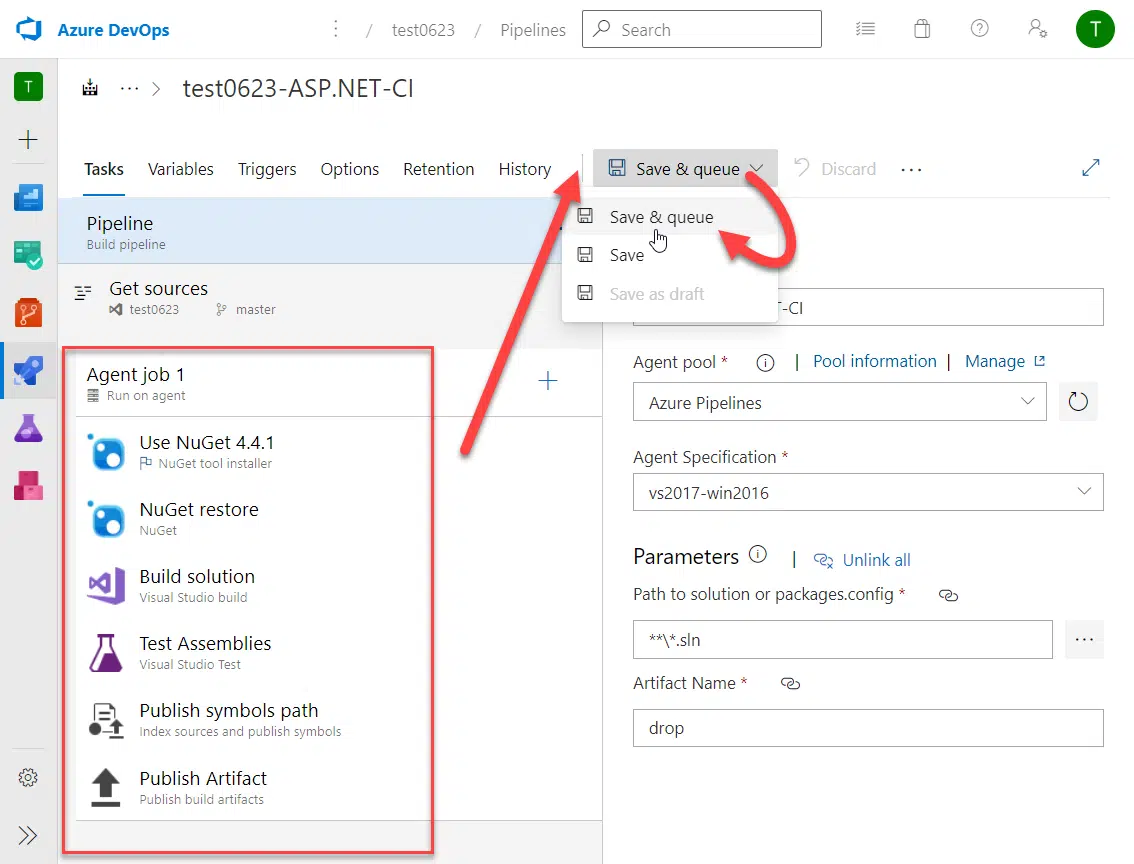 Azure DevOps
/ test0623 / Pipelines
Search
T
T
test0623-ASP.NET-CI
Tasks Variables Triggers Options Retention History
Save & queue
Discard
Pipeline
Build pipeline
Save & queue
Save
Save as draft
Get sources
test0623 master
-CI
Agent job 1
Run on agent
Agent pool *
| Pool information | Manage
Azure Pipelines
Use NuGet 4.4.1
NuGet tool installer
Agent Specification *
vs2017-win2016
NuGet restore
NuGet
Parameters | Unlink all
Build solution
Visual Studio build
Path to solution or packages.config *
**\*.sln
Test Assemblies
Visual Studio Test
Artifact Name *
drop
Publish symbols path
Index sources and publish symbols
Publish Artifact
Publish build artifacts